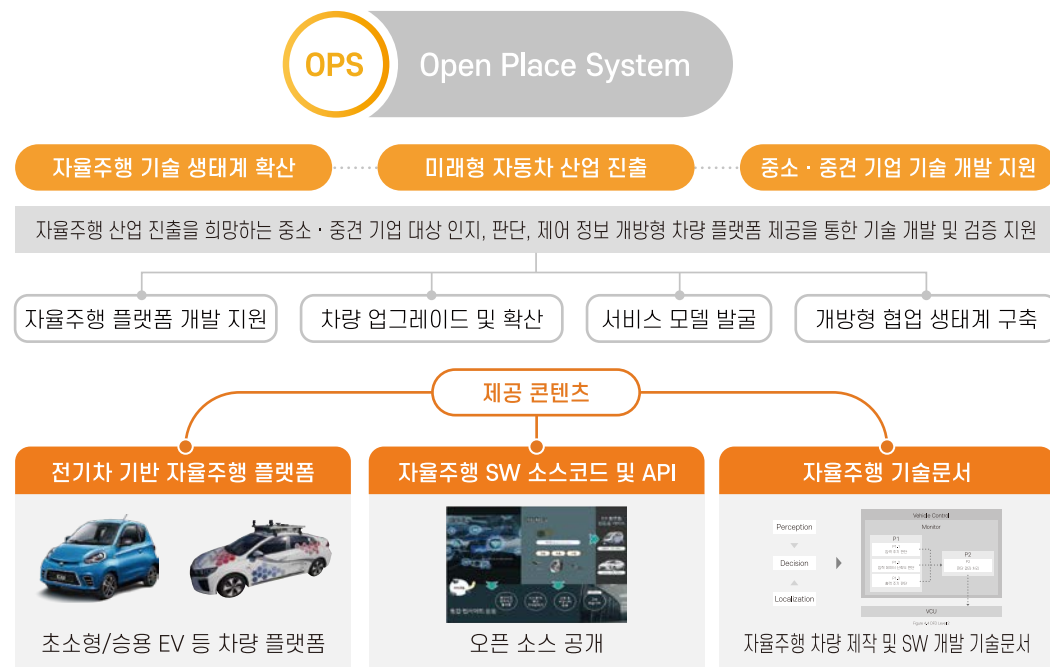 OPS
Open Place System
자율주행 기술 생태계 확산
미래형 자동차 산업 진출
중소 · 중견 기업 기술 개발 지원
자율주행 산업 진출을 희망하는 중소 · 중견 기업 대상 인지, 판단, 제어 정보 개방형 차량 플랫폼 제공을 통한 기술 개발 및 검증 지원
자율주행 플랫폼 개발 지원
차량 업그레이드 및 확산
서비스 모델 발굴
개방형 협업 생태계 구축
제공 콘텐츠
전기차 기반 자율주행 플랫폼
자율주행 SW 소스코드 및 API
자율주행 기술문서
Perception
Decision
Localization
Vehicle Control
Monitor
P1
P2
VCU
초소형/승용 EV 등 차량 플랫폼
오픈 소스 공개
자율주행 차량 제작 및 SW 개발 기술문서